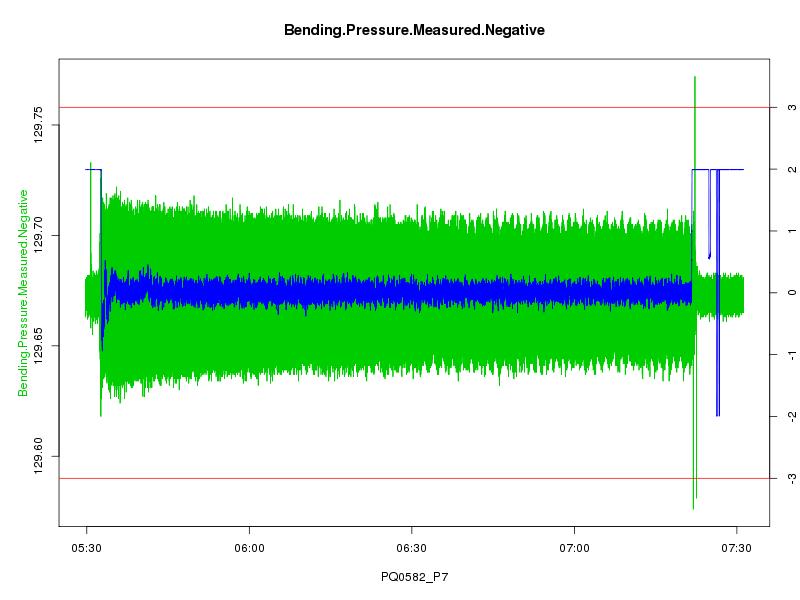 Bending.Pressure.Measured.Negative
Bending.Pressure.Measured.Negative
129.75
129.70
129.65
129.60
3
2
1
0
-1
-2
-3
05:30 06:00 06:30 07:00 07:30
PQ0582_P7